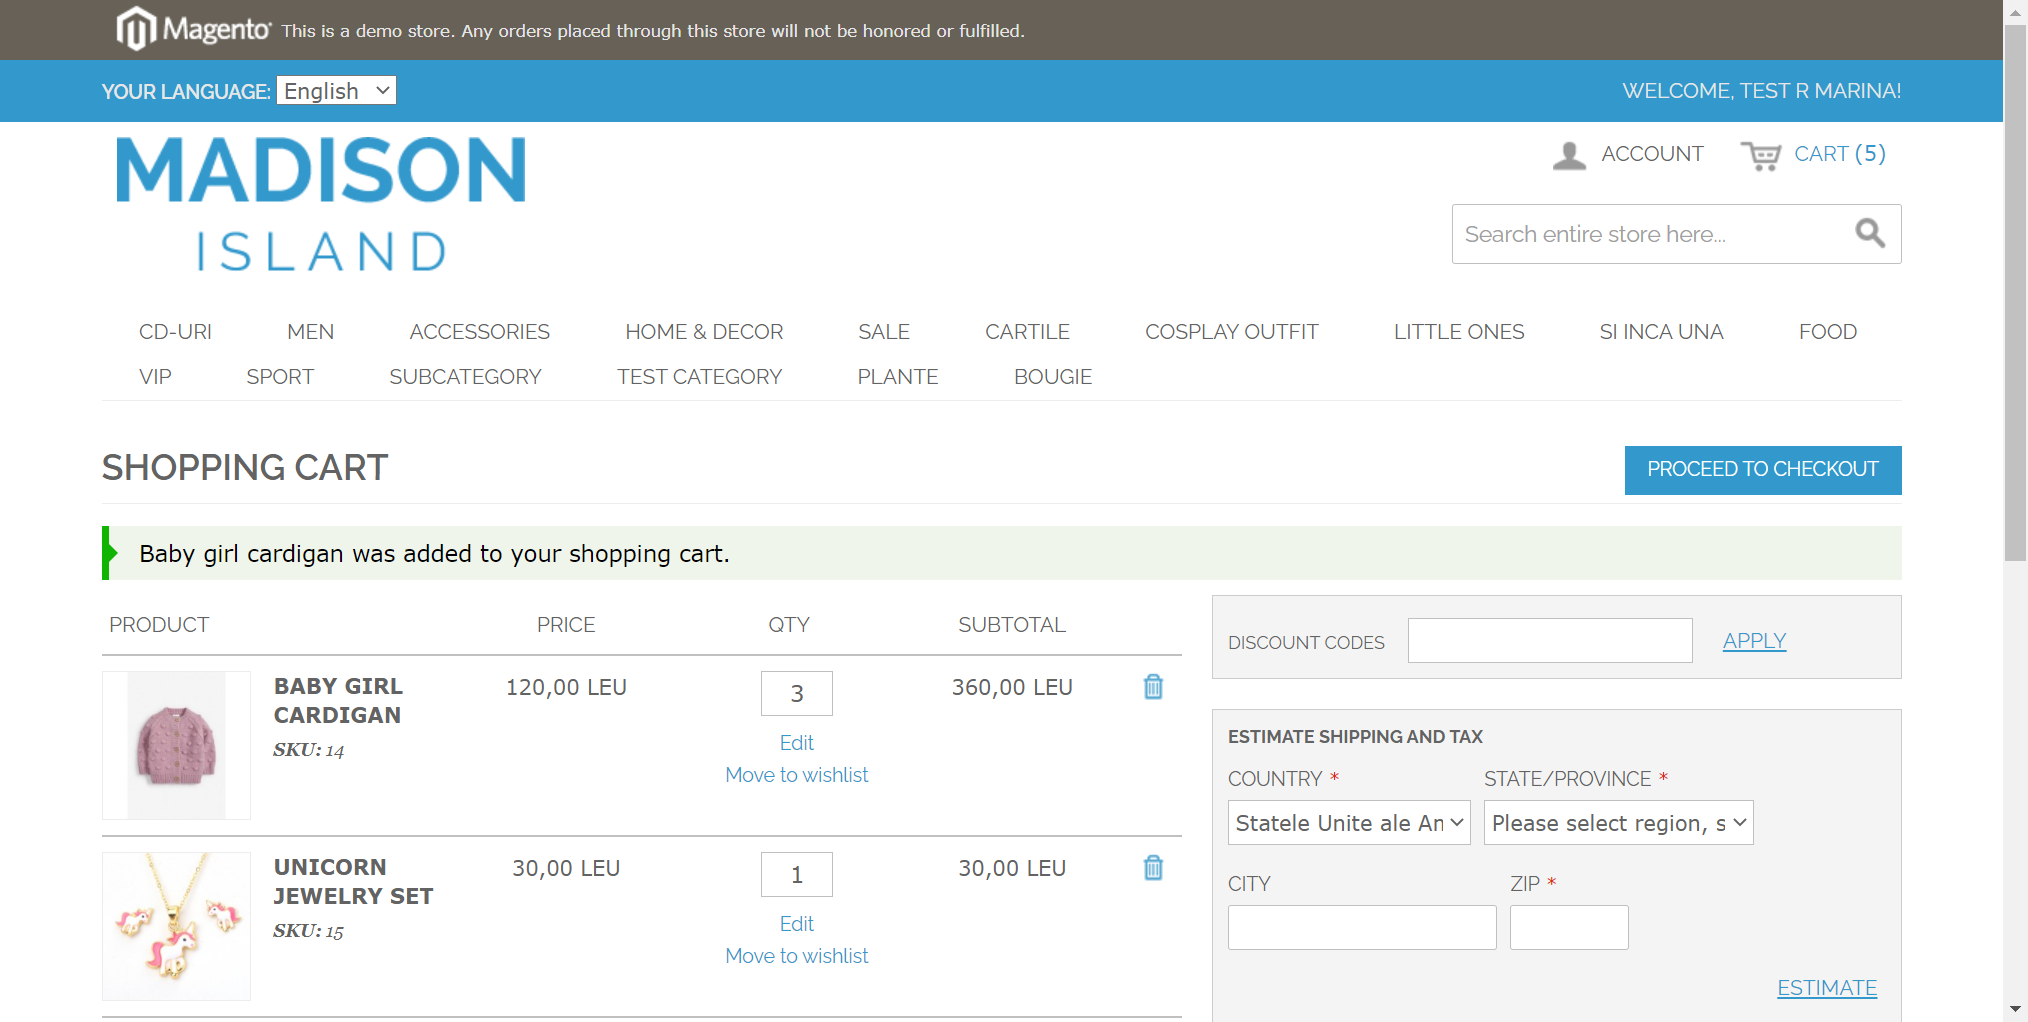 Magento This is a demo store. Any orders placed through this store will not be honored or fulfilled.
YOUR LANGUAGE: English WELCOME, TEST R MARINA!
MADISON
ISLAND
ACCOUNT CART (5)
Search entire store here...
CD-URI MEN ACCESSORIES HOME & DECOR SALE CARTILE COSPLAY OUTFIT LITTLE ONES SI INCA UNA FOOD
VIP SPORT SUBCATEGORY TEST CATEGORY PLANTE BOUGIE
SHOPPING CART
PROCEED TO CHECKOUT
Baby girl cardigan was added to your shopping cart.
PRODUCT PRICE QTY SUBTOTAL
BABY GIRL CARDIGAN 120,00 LEU 3 360,00 LEU
SKU: 14
Edit
Move to wishlist
UNICORN JEWELRY SET 30,00 LEU 1 30,00 LEU
SKU: 15
Edit
Move to wishlist
DISCOUNT CODES APPLY
ESTIMATE SHIPPING AND TAX
COUNTRY * STATE/PROVINCE *
Statele Unite ale Please select region, s
CITY ZIP *
ESTIMATE